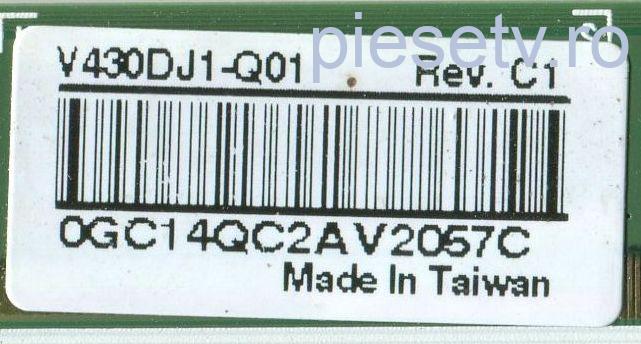 piesetv.ro
V430DJ1-Q01 Rev. C1
0GC14QC2AV2057C
Made In Taiwan